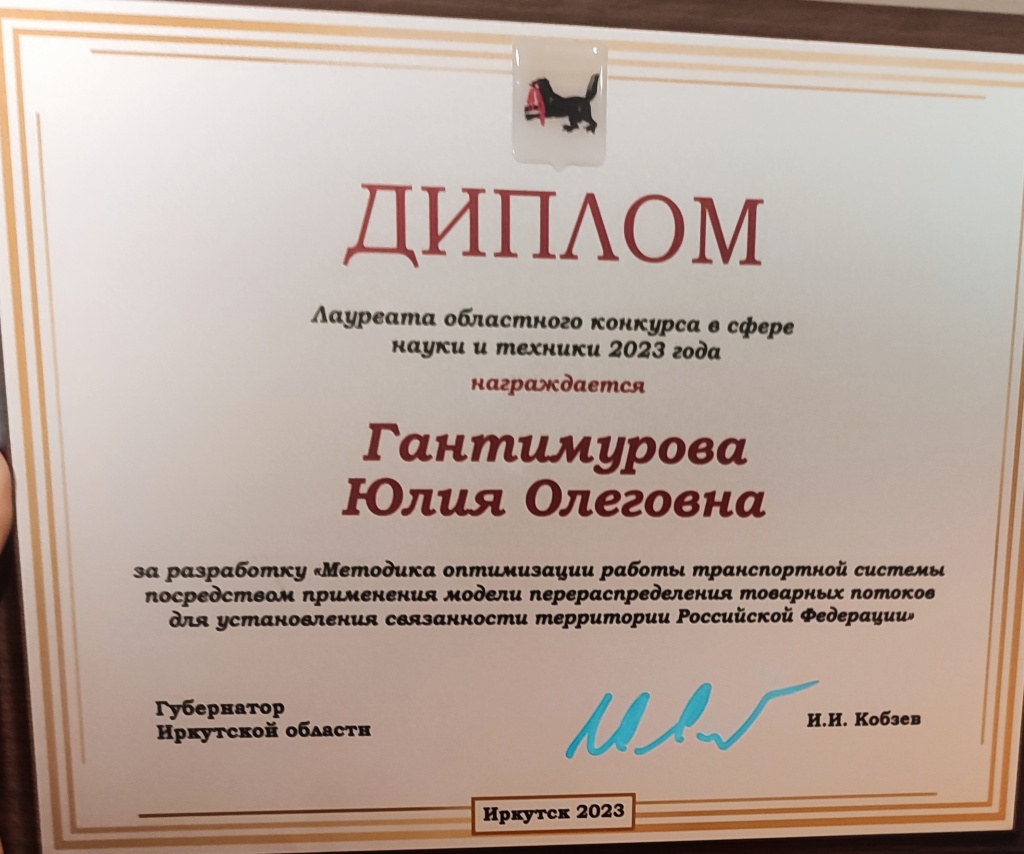 ДИПЛОМ
Лауреата областного конкурса в сфере
науки и техники 2023 года
награждается
Гантимурова
Юлия Олеговна
за разработку «Методика оптимизации работы транспортной системы
посредством применения модели перераспределения товарных потоков
для установления связанности территории Российской Федерации»
Губернатор
Иркутской области
И.И. Кобзев
Иркутск 2023